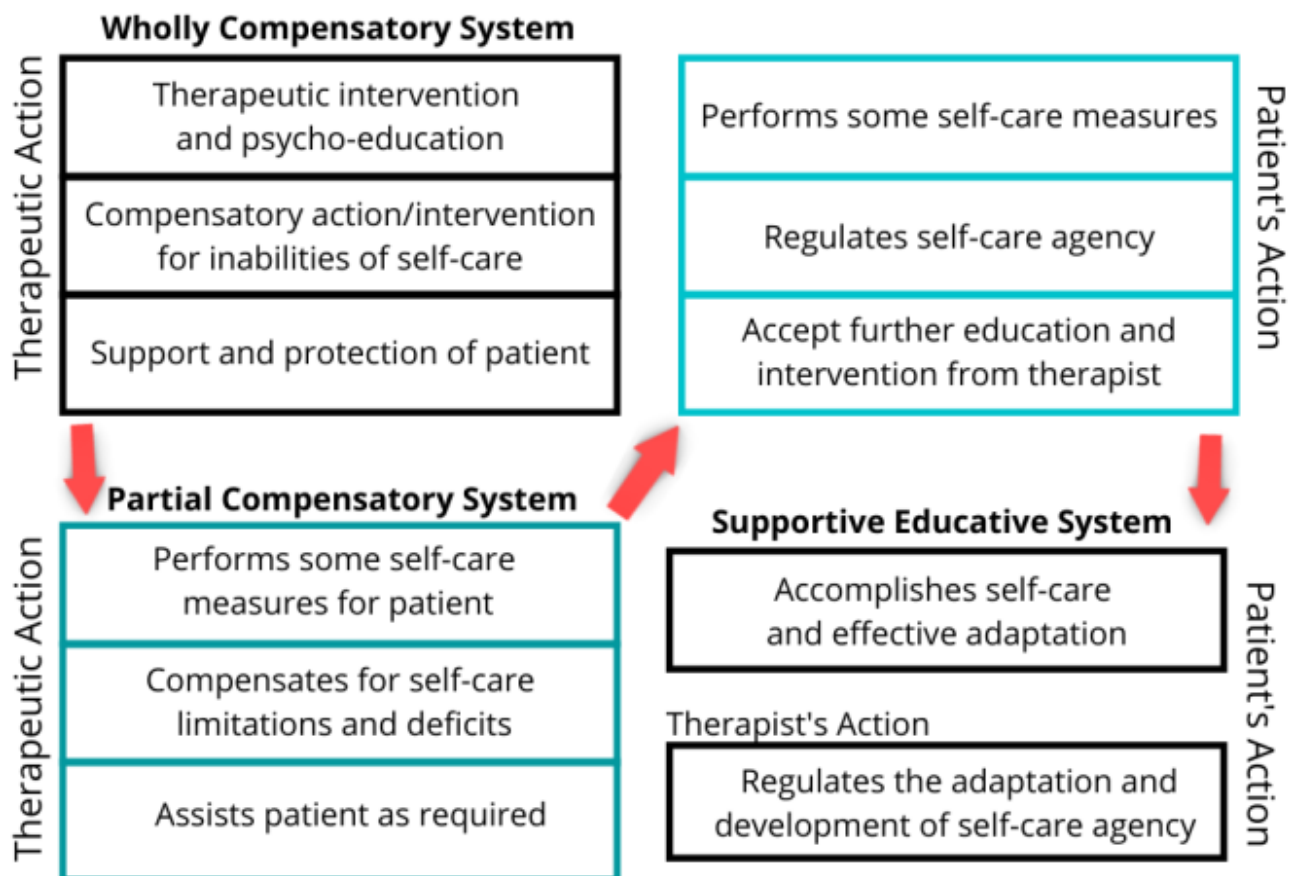 Wholly Compensatory System
Therapeutic Action
Therapeutic intervention
and psycho-education
Compensatory action/intervention
for inabilities of self-care
Support and protection of patient
Partial Compensatory System
Therapeutic Action
Performs some self-care
measures for patient
Compensates for self-care
limitations and deficits
Assists patient as required
Performs some self-care measures
Regulates self-care agency
Accept further education and
intervention from therapist
Patient's Action
Supportive Educative System
Accomplishes self-care
and effective adaptation
Therapist's Action
Regulates the adaptation and
development of self-care agency
Patient's Action